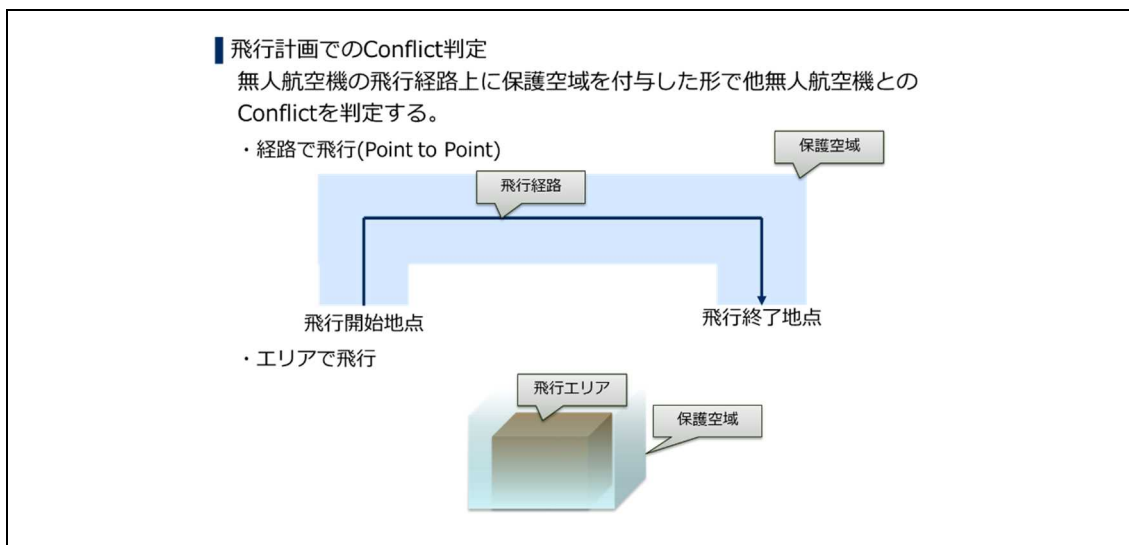 飛行計画でのConflict判定
無人航空機の飛行経路上に保護空域を付与した形で他無人航空機との
Conflictを判定する。
・経路で飛行(Point to Point)
保護空域
飛行経路
飛行開始地点
飛行終了地点
・エリアで飛行
飛行エリア
保護空域